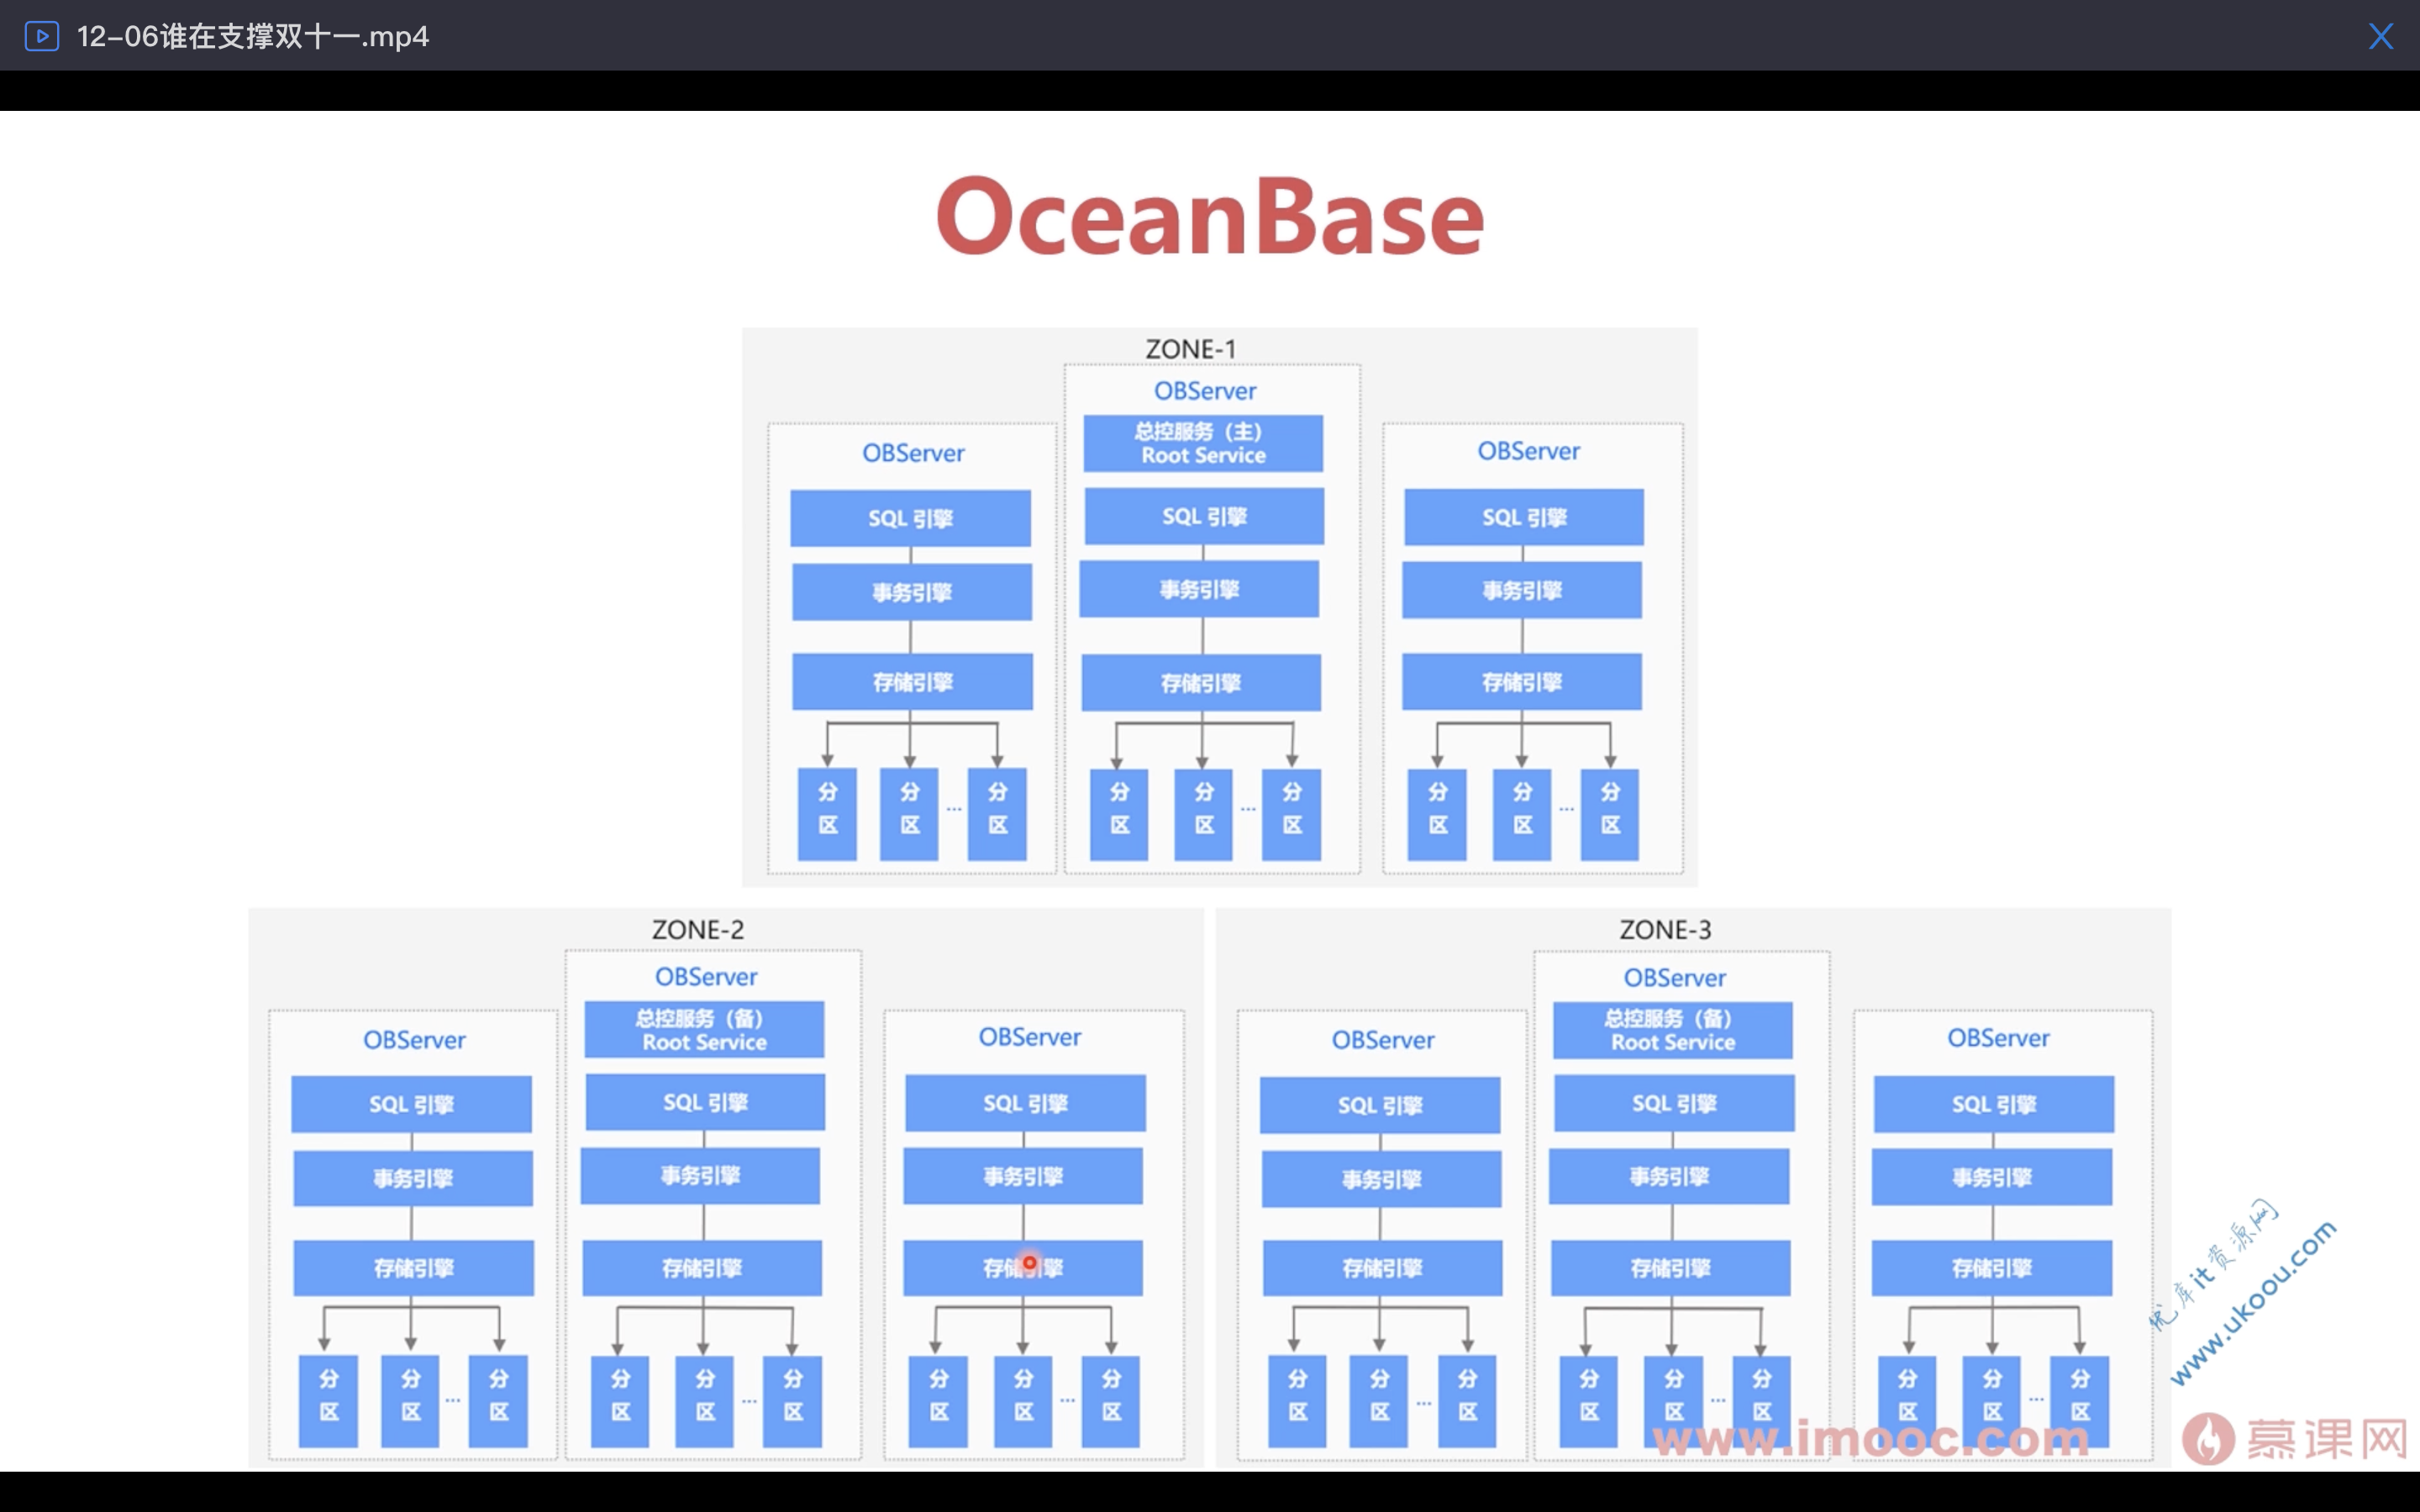 12-06谁在支撑双十一.mp4
OceanBase
ZONE-1
OBServer
SQL 引擎
事务引擎
存储引擎
分区
分区
...
分区
OBServer
总控服务（主）
Root Service
SQL 引擎
事务引擎
存储引擎
分区
分区
...
分区
OBServer
SQL 引擎
事务引擎
存储引擎
分区
分区
...
分区
ZONE-2
OBServer
SQL 引擎
事务引擎
存储引擎
分区
分区
...
分区
OBServer
总控服务（备）
Root Service
SQL 引擎
事务引擎
存储引擎
分区
分区
...
分区
OBServer
SQL 引擎
事务引擎
存储引擎
分区
分区
...
分区
ZONE-3
OBServer
SQL 引擎
事务引擎
存储引擎
分区
分区
...
分区
OBServer
总控服务（备）
Root Service
SQL 引擎
事务引擎
存储引擎
分区
分区
...
分区
OBServer
SQL 引擎
事务引擎
存储引擎
分区
分区
...
分区
优库it资源网
www.ukoou.com
www.imooc.com
慕课网